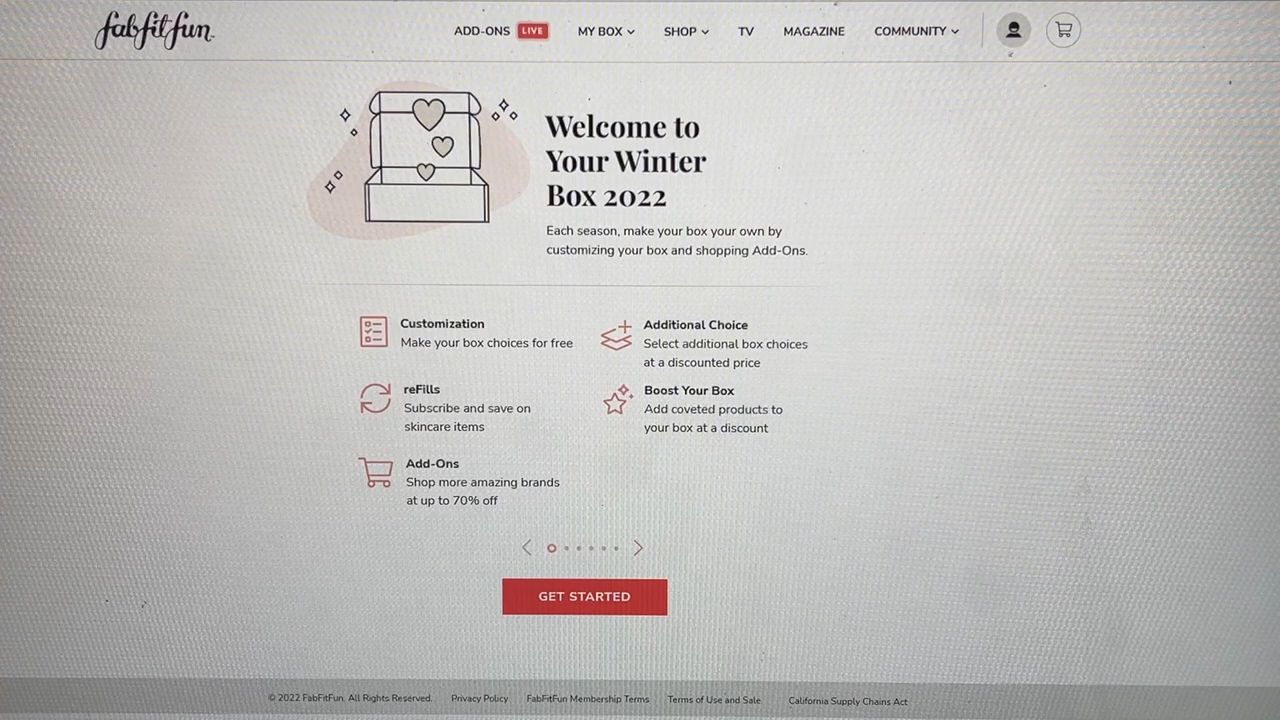 fabfitfun
ADD-ONS LIVE MY BOX SHOP TV MAGAZINE COMMUNITY
Welcome to
Your Winter
Box 2022
Each season, make your box your own by
customizing your box and shopping Add-Ons.
Customization
Make your box choices for free
Additional Choice
Select additional box choices
at a discounted price
reFills
Subscribe and save on
skincare items
Boost Your Box
Add coveted products to
your box at a discount
Add-Ons
Shop more amazing brands
at up to 70% off
GET STARTED
© 2022 FabFitFun, All Rights Reserved. Privacy Policy FabFitFun Membership Terms Terms of Use and Sale California Supply Chains Act